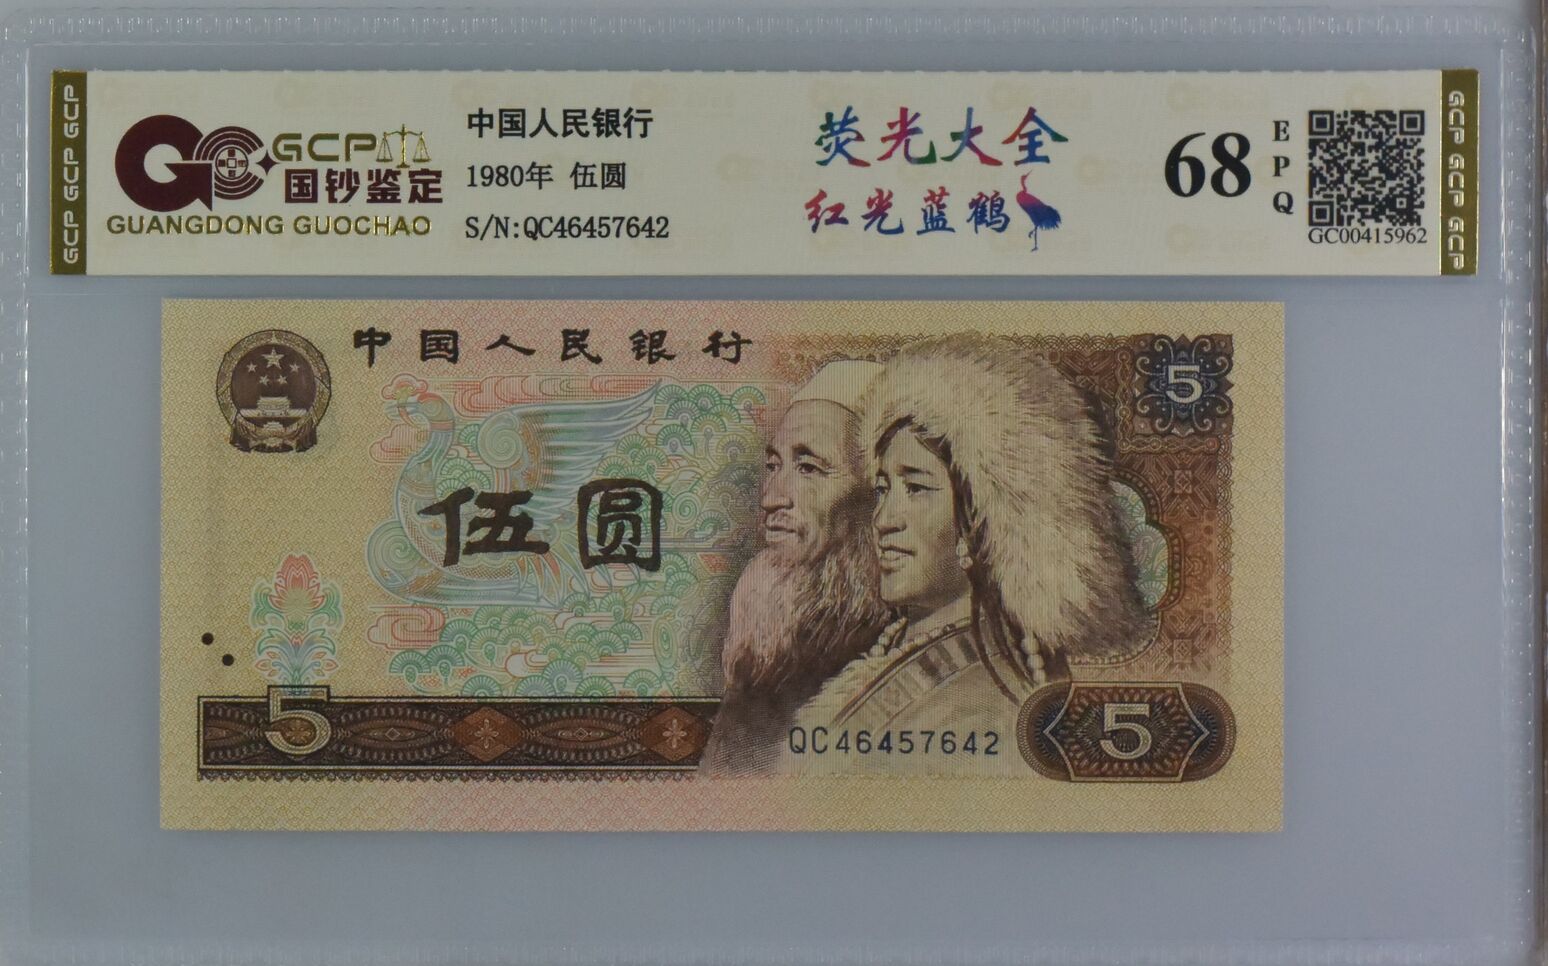 GCP GCP GCP
GCP
国钞鉴定
GUANGDONG GUOCHAO
中国人民银行
1980年 伍圆
S/N:QC46457642
荧光大全
红光蓝鹤
68
EPQ
GC00415962
GCP GCP GCP
中国人民银行
5
伍圆
5
QC46457642
5